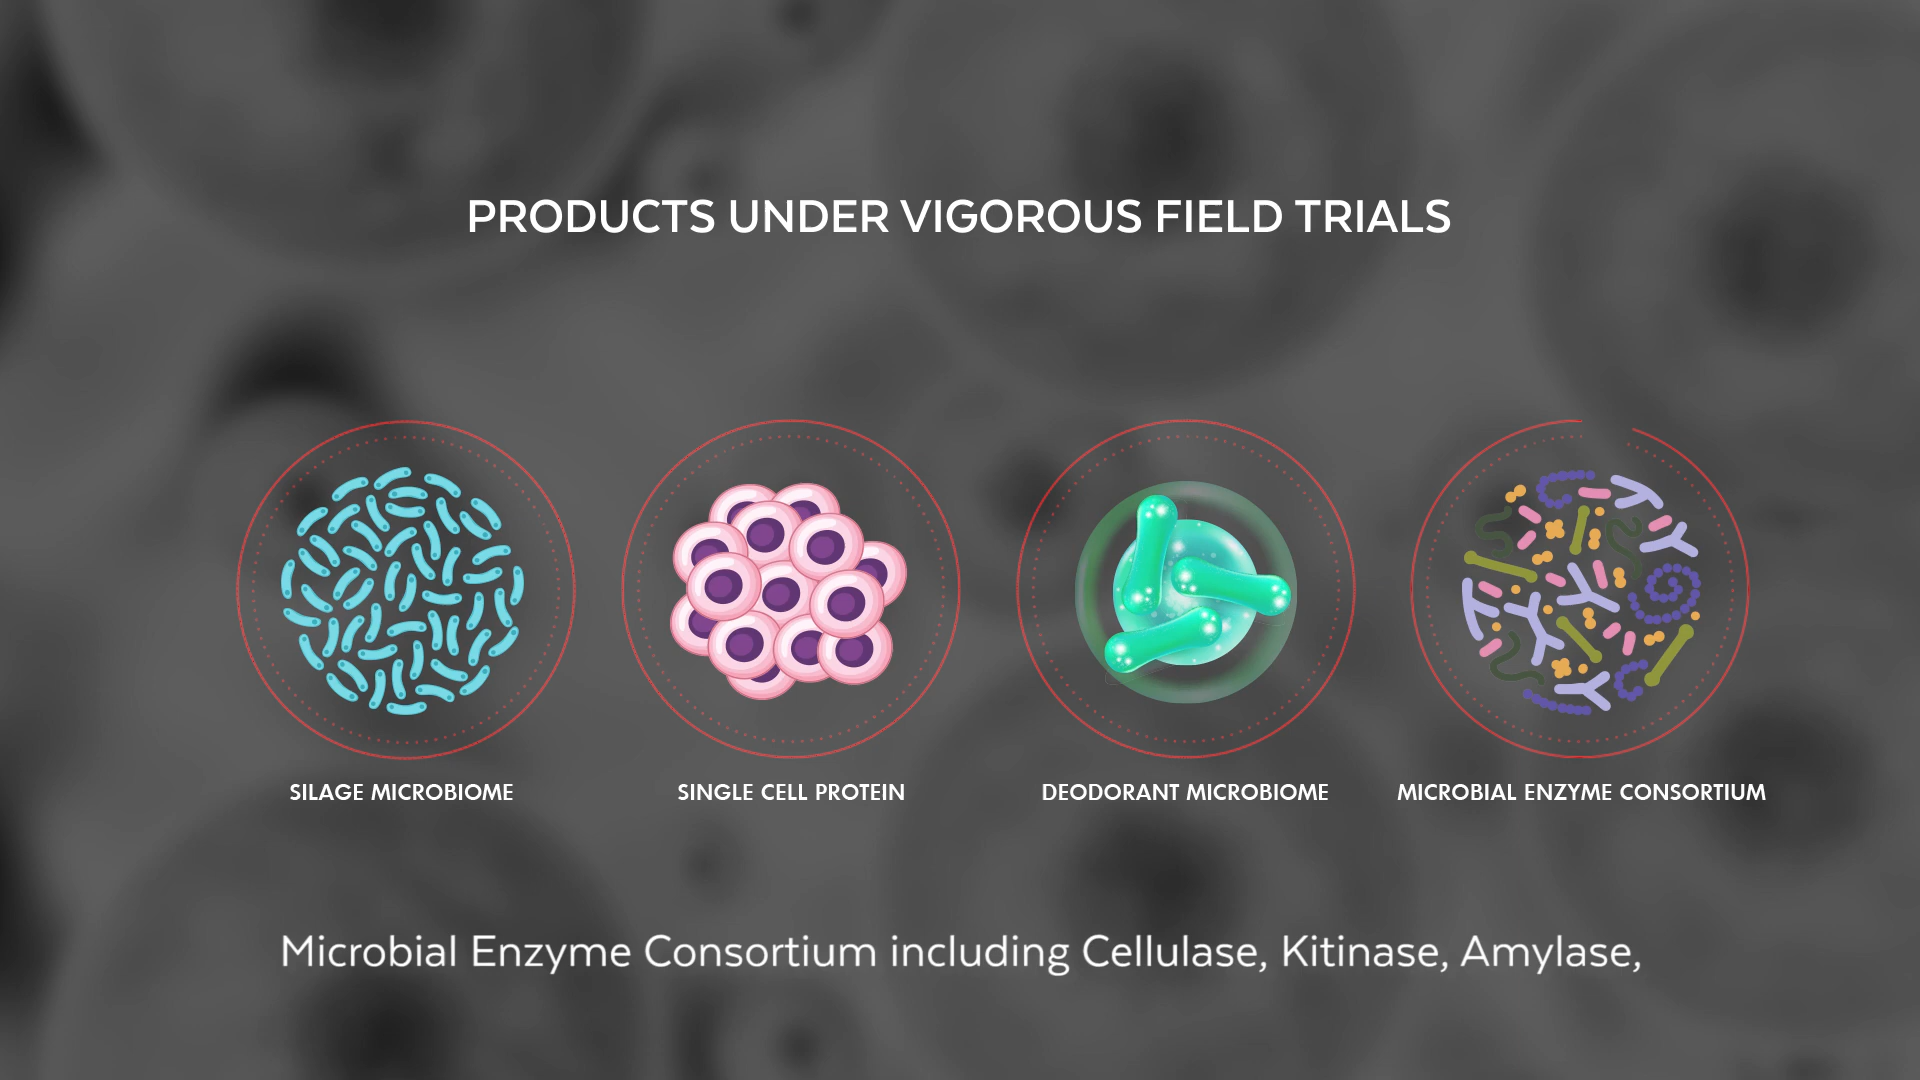 PRODUCTS UNDER VIGOROUS FIELD TRIALS
SILAGE MICROBIOME
SINGLE CELL PROTEIN
DEODORANT MICROBIOME
MICROBIAL ENZYME CONSORTIUM
Microbial Enzyme Consortium including Cellulase, Kitinase, Amylase,